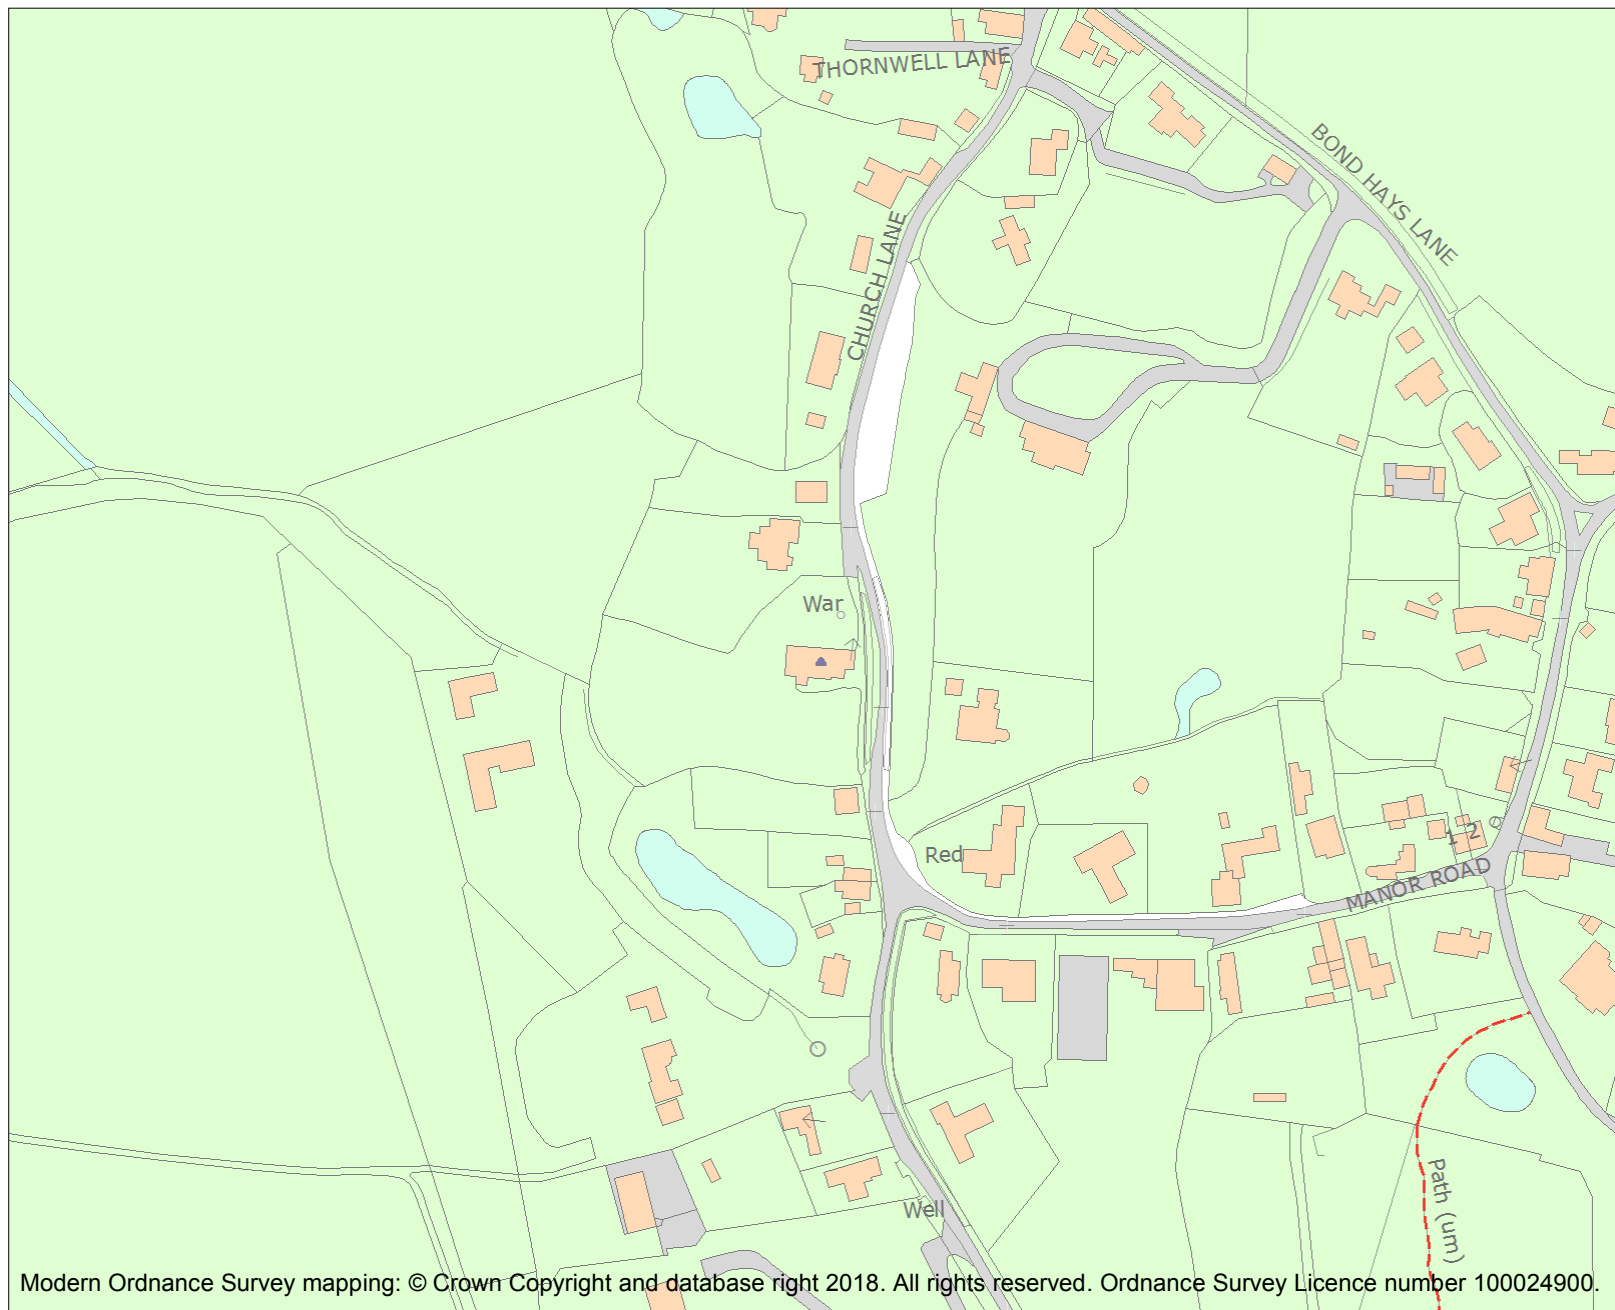 THORNWELL LANE
BOND HAYS LANE
CHURCH LANE
War
Red
1 2
MANOR ROAD
Path (um)
Well
Modern Ordnance Survey mapping: © Crown Copyright and database right 2018. All rights reserved. Ordnance Survey Licence number 100024900.